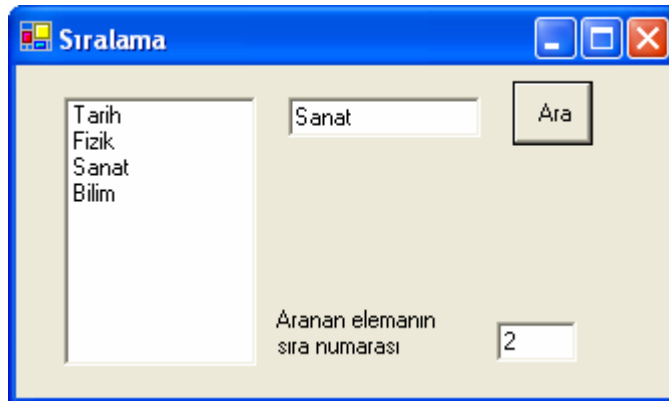 Sıralama
Tarih
Fizik
Sanat
Bilim
Sanat
Ara
Aranan elemanın
sıra numarası
2